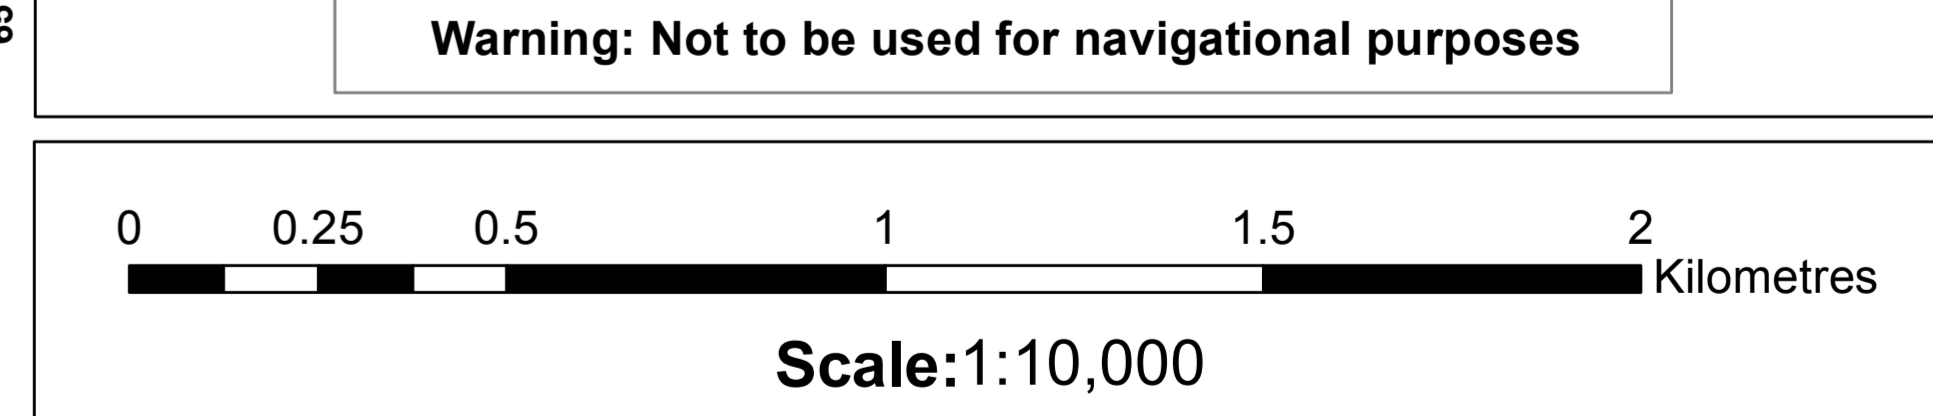 Warning: Not to be used for navigational purposes
0 0.25 0.5 1 1.5 2
Kilometres
Scale:1:10,000